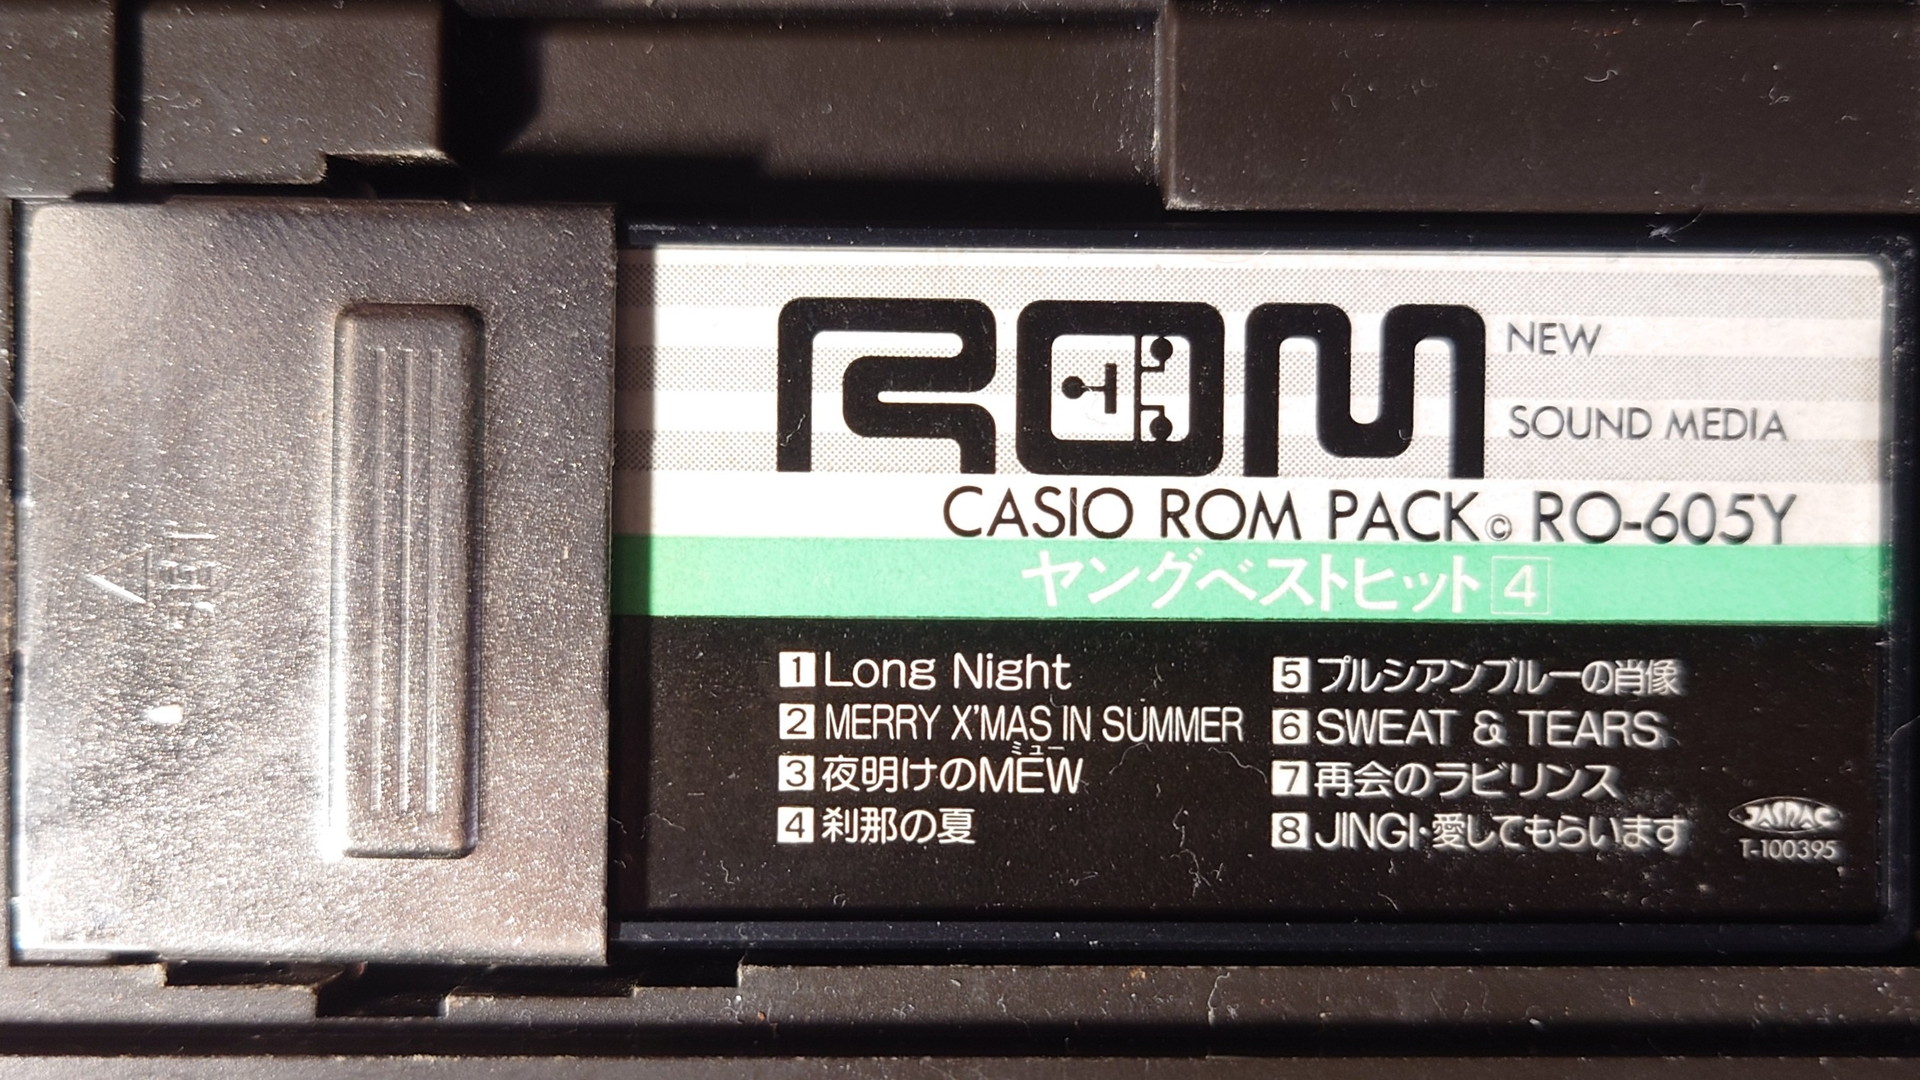 ROM
NEW
SOUND MEDIA
CASIO ROM PACK© RO-605Y
ヤングベストヒット 4
1 Long Night
2 MERRY X'MAS IN SUMMER
ミュー
3 夜明けのMEW
4 刹那の夏
5 プルシアンブルーの肖像
6 SWEAT & TEARS
7 再会のラビリンス
8 JINGI・愛してもらいます
JASRAC
T-100395